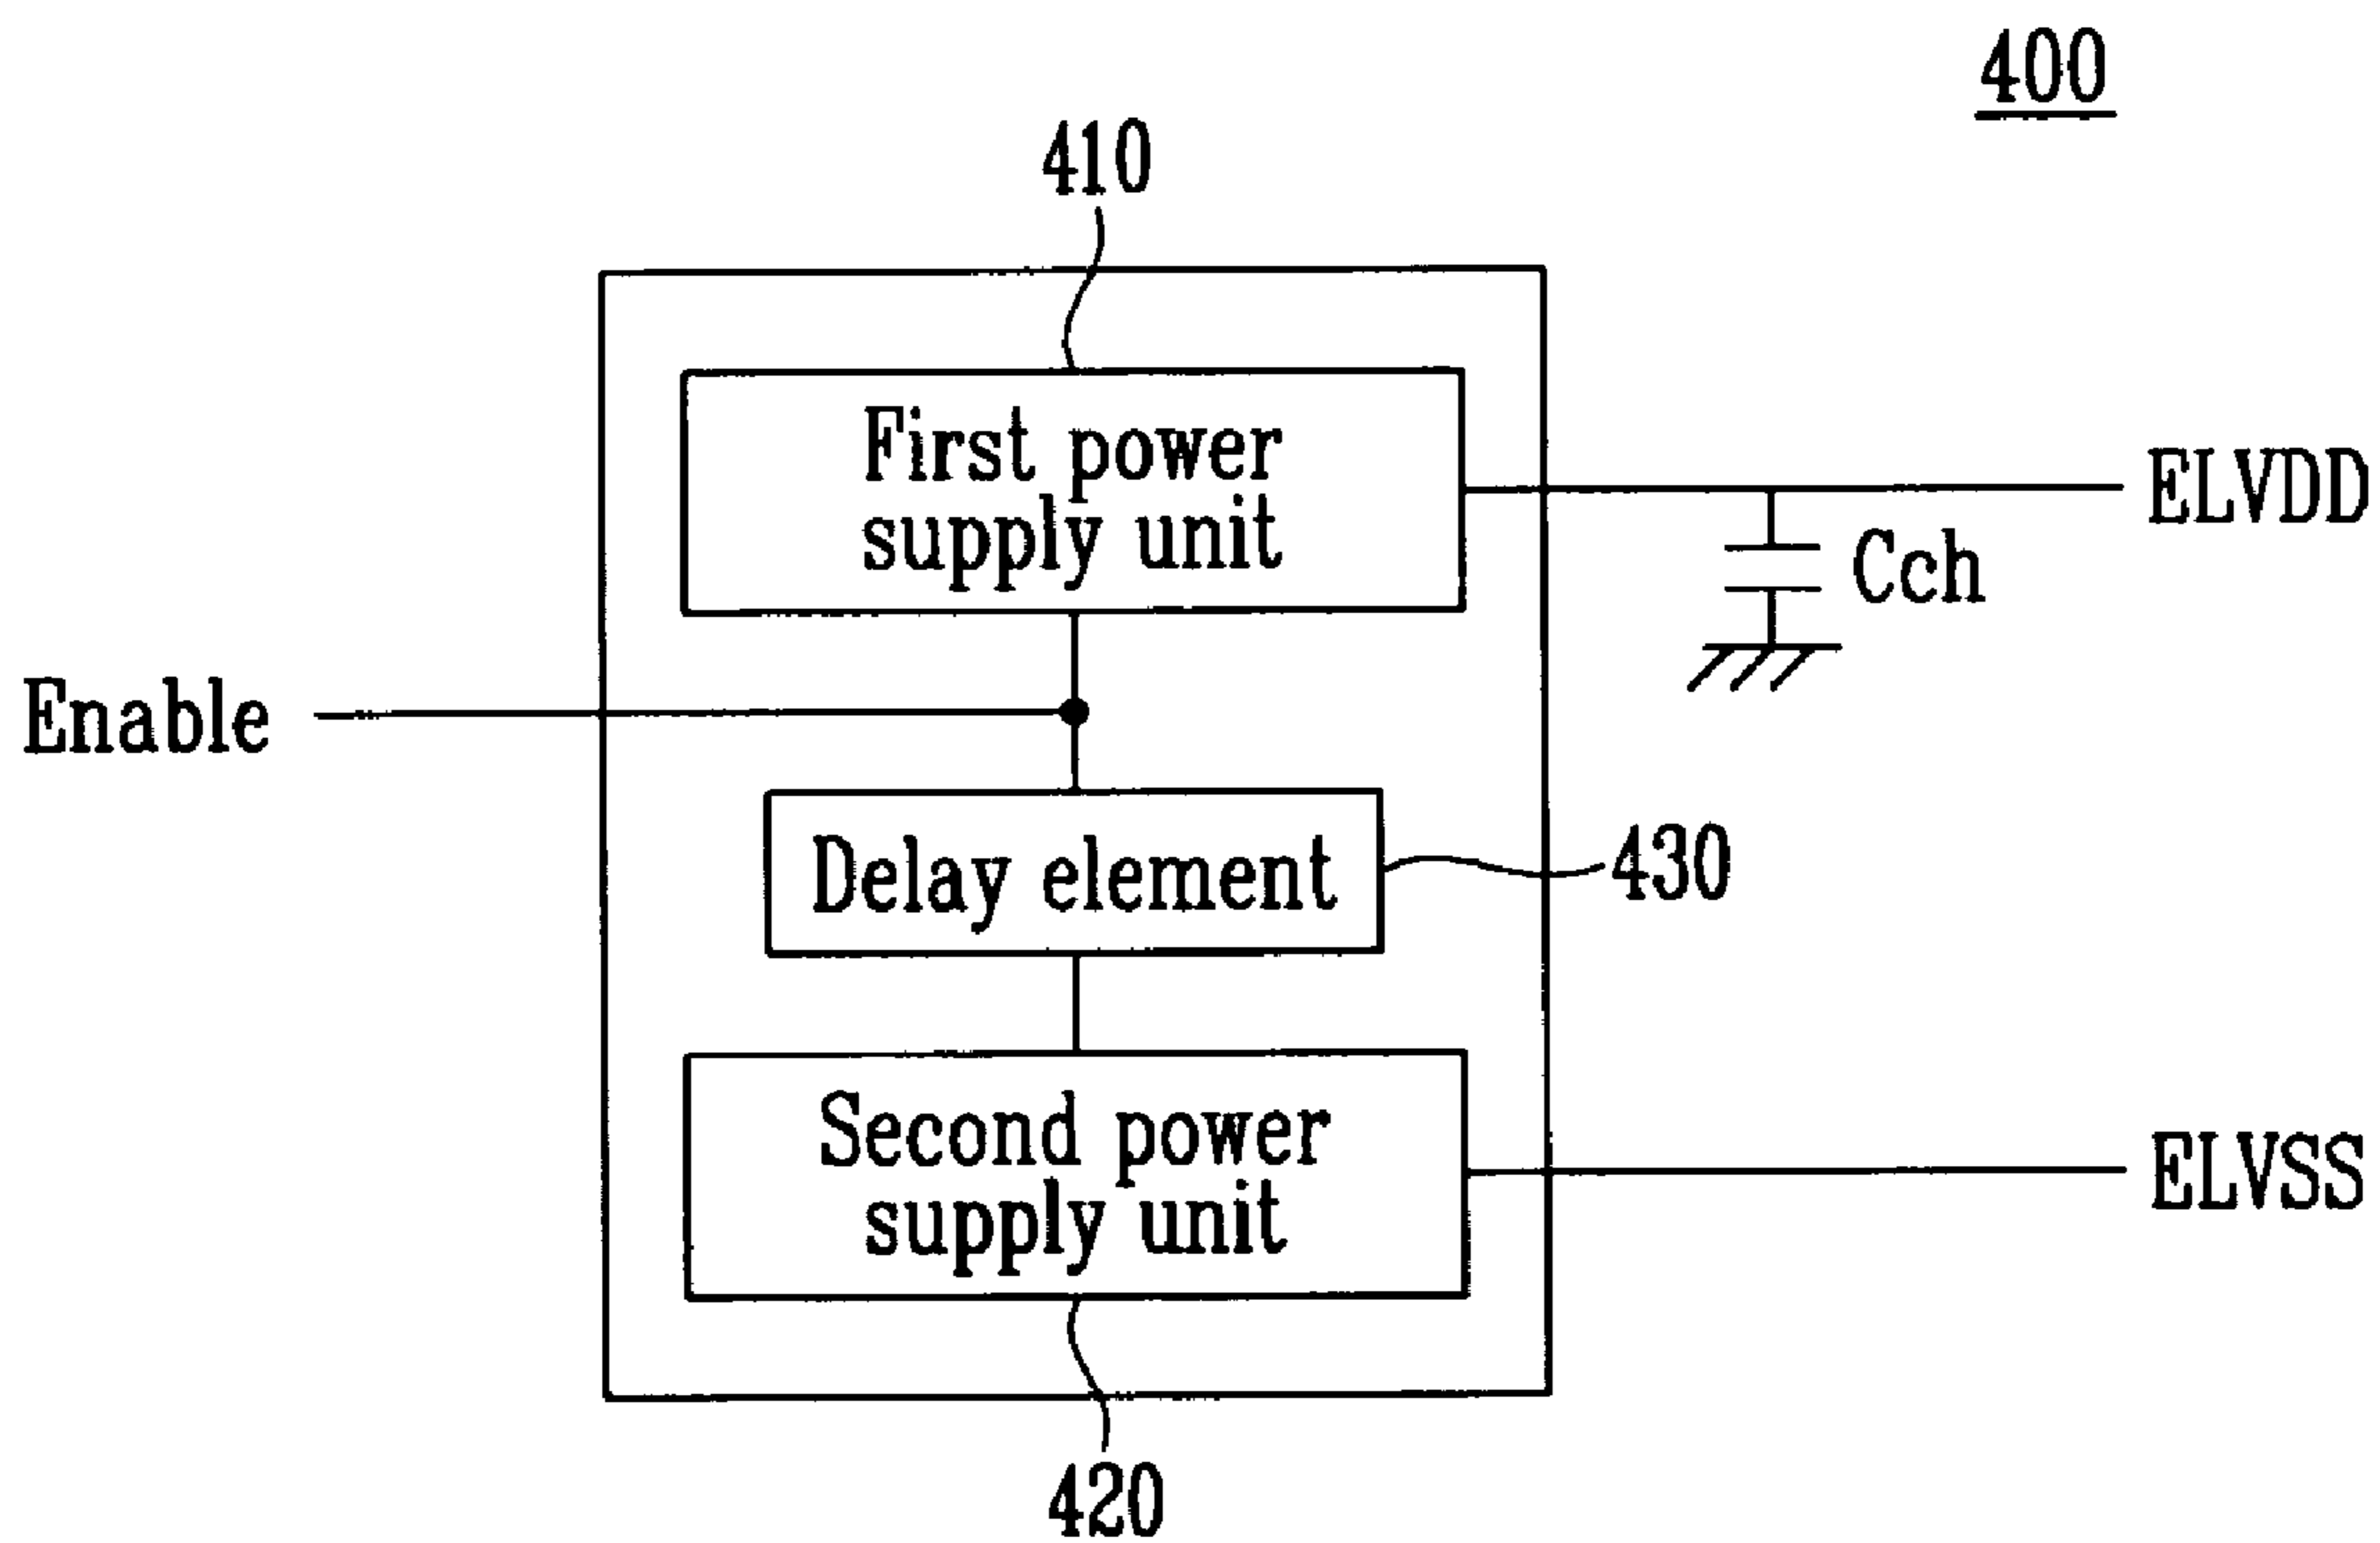 400
410
First power
supply unit
ELVDD
Cch
Enable
Delay element
430
Second power
supply unit
ELVSS
420